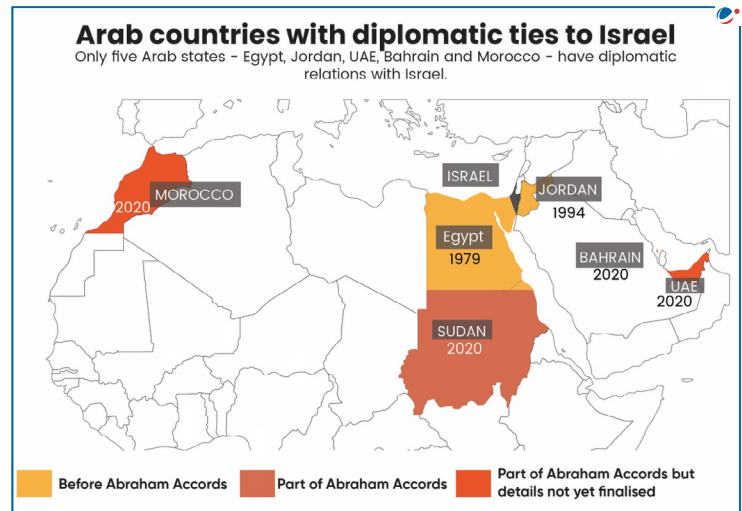 Arab countries with diplomatic ties to Israel
Only five Arab states - Egypt, Jordan, UAE, Bahrain and Morocco - have diplomatic
relations with Israel.
ISRAEL
MOROCCO
2020
JORDAN
1994
Egypt
1979
BAHRAIN
2020
UAE
2020
SUDAN
2020
Before Abraham Accords
Part of Abraham Accords
Part of Abraham Accords but
details not yet finalised